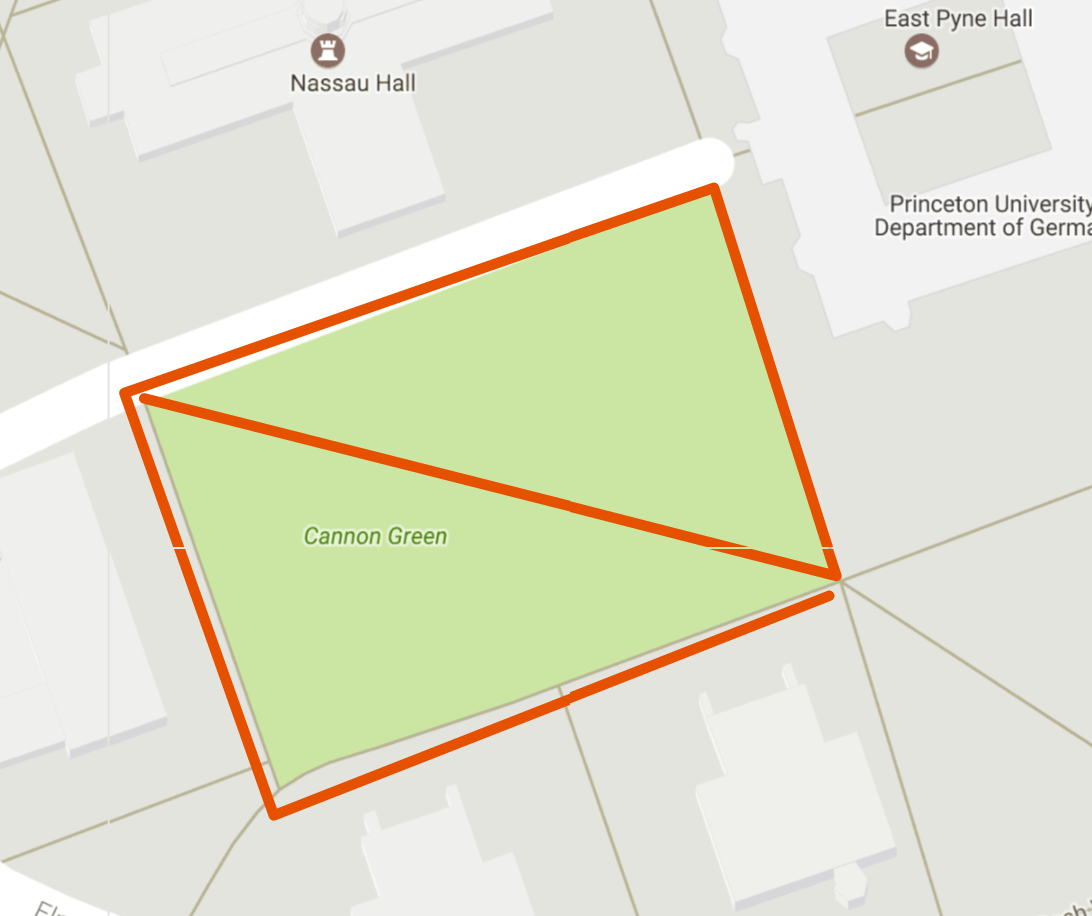 East Pyne Hall
Nassau Hall
Princeton University
Department of Germa
Cannon Green